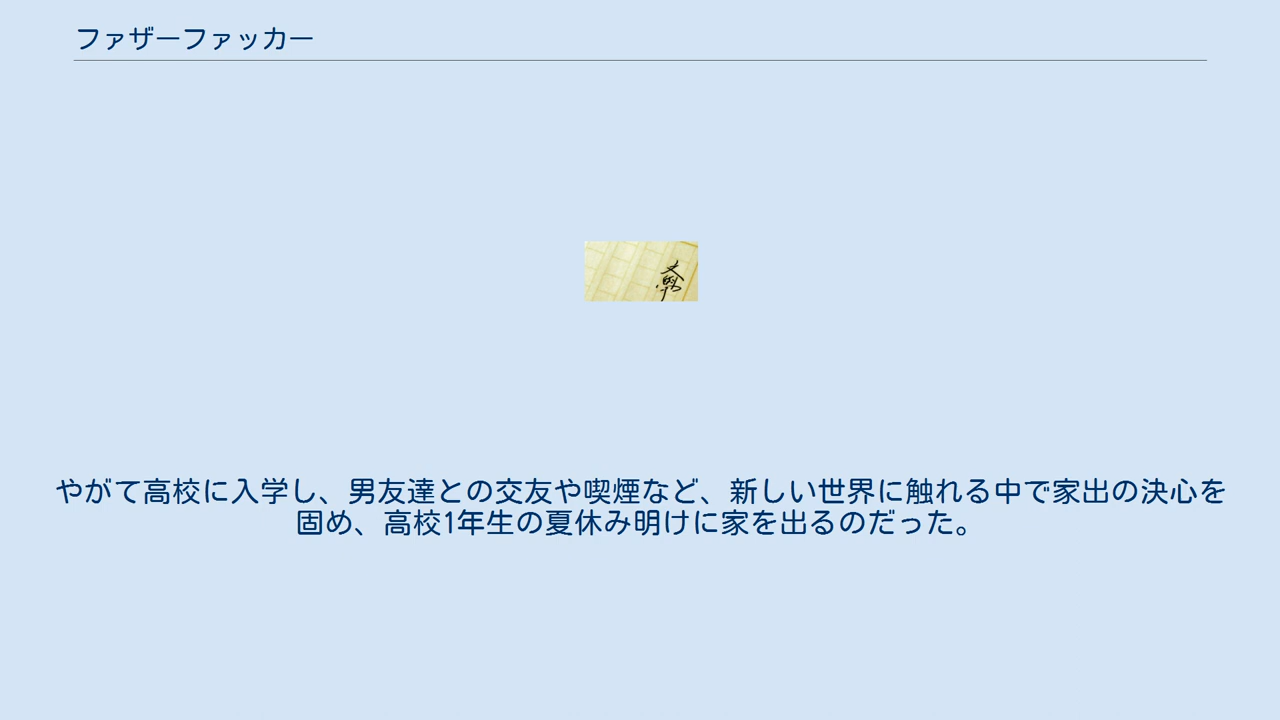 ファザーファッカー
やがて高校に入学し、男友達との交友や喫煙など、新しい世界に触れる中で家出の決心を
固め、高校1年生の夏休み明けに家を出るのだった。